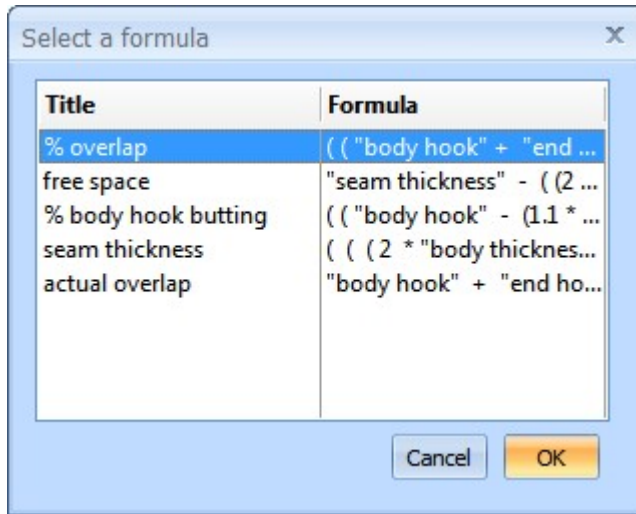 Select a formula
Title Formula
% overlap ( ( "body hook" + "end ...
free space "seam thickness" - ( (2 ...
% body hook butting ( ( "body hook" - (1.1 * ...
seam thickness ( ( ( 2 * "body thicknes...
actual overlap "body hook" + "end ho...
Cancel OK